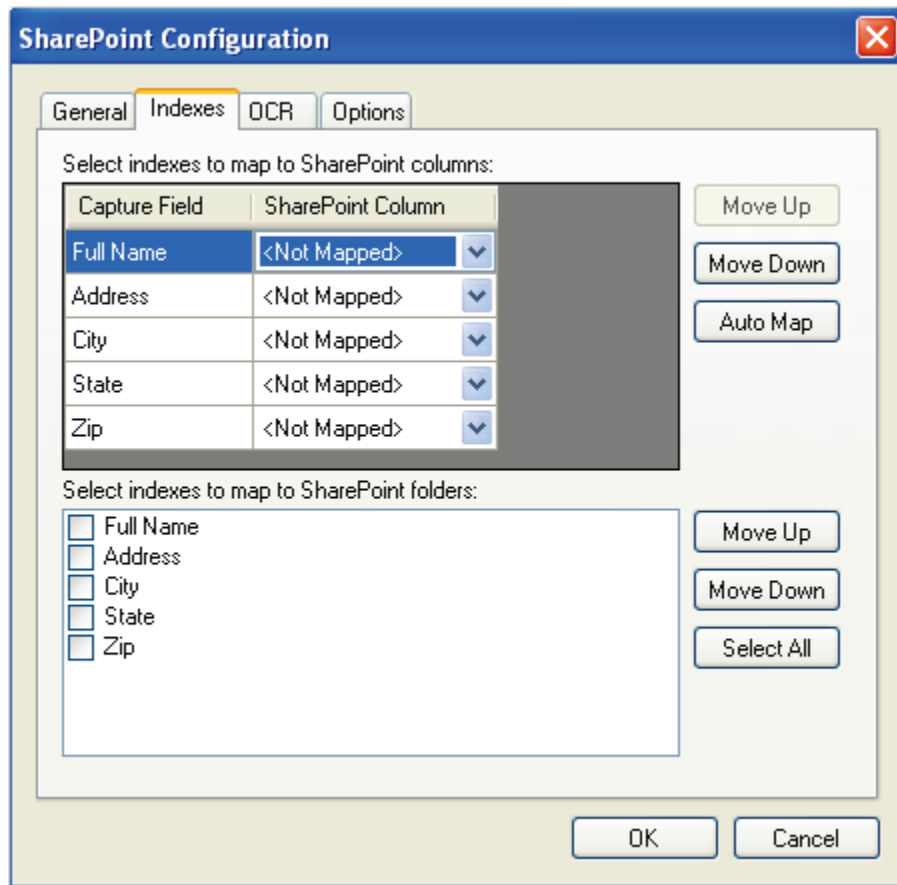 SharePoint Configuration
General Indexes OCR Options
Select indexes to map to SharePoint columns:
Capture Field SharePoint Column
Full Name <Not Mapped>
Address <Not Mapped>
City <Not Mapped>
State <Not Mapped>
Zip <Not Mapped>
Move Up
Move Down
Auto Map
Select indexes to map to SharePoint folders:
Full Name
Address
City
State
Zip
Move Up
Move Down
Select All
OK Cancel